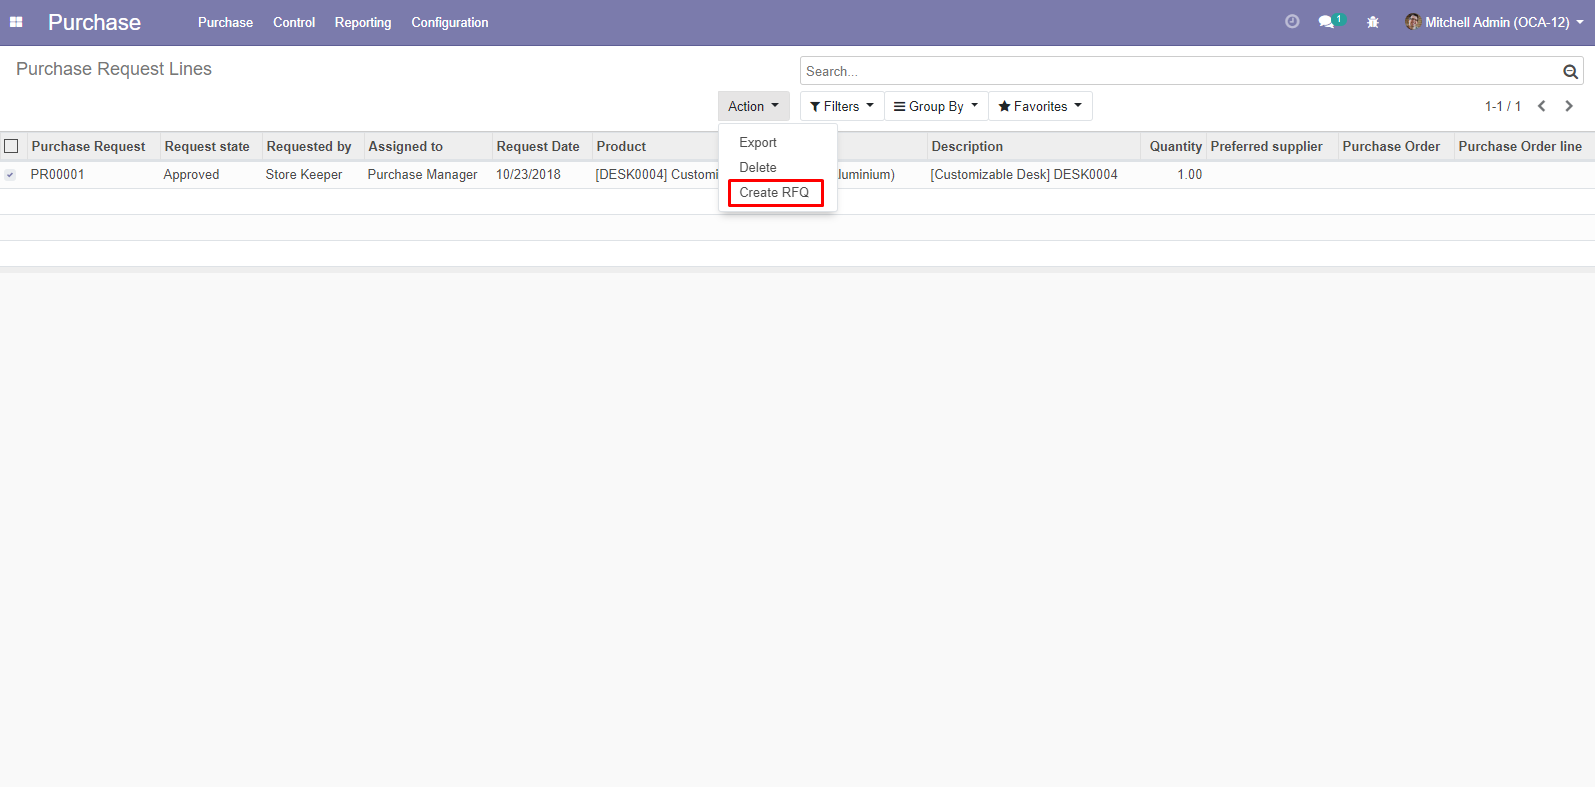 Purchase Purchase Control Reporting Configuration 1 Mitchell Admin (OCA-12)
Purchase Request Lines
Search...
Action Filters Group By Favorites 1-1 / 1
Export
Delete
Create RFQ
Purchase Request Request state Requested by Assigned to Request Date Product Description Quantity Preferred supplier Purchase Order Purchase Order line
PR00001 Approved Store Keeper Purchase Manager 10/23/2018 [DESK0004] Customi luminium) [Customizable Desk] DESK0004 1.00